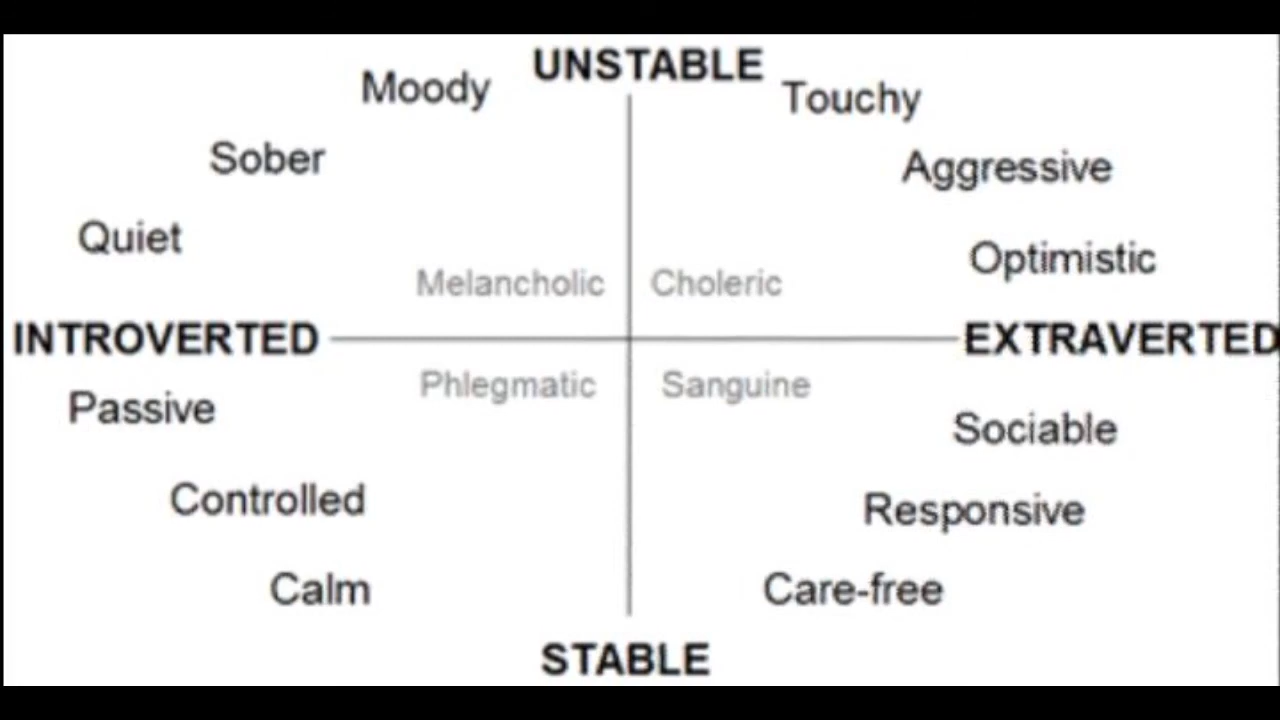 UNSTABLE
Moody
Touchy
Sober
Aggressive
Quiet
Optimistic
Melancholic
Choleric
INTROVERTED
EXTRAVERTED
Phlegmatic
Sanguine
Passive
Sociable
Controlled
Responsive
Calm
Care-free
STABLE